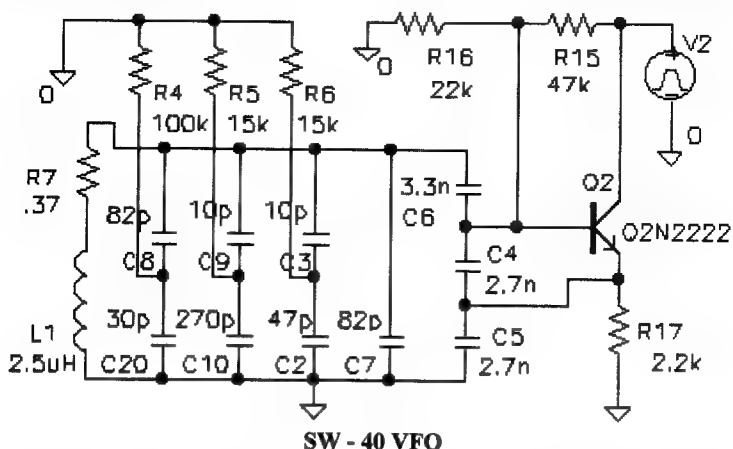 0
R4
100k
R5
15k
R6
15k
0
R16
22k
R15
47k
V2
0
R7
.37
82p
C8
10p
C9
10p
C3
3.3n
C6
Q2
Q2N2222
C4
2.7n
L1
2.5uH
30p
C20
270p
C10
47p
C2
82p
C7
C5
2.7n
R17
2.2k
SW - 40 VFO